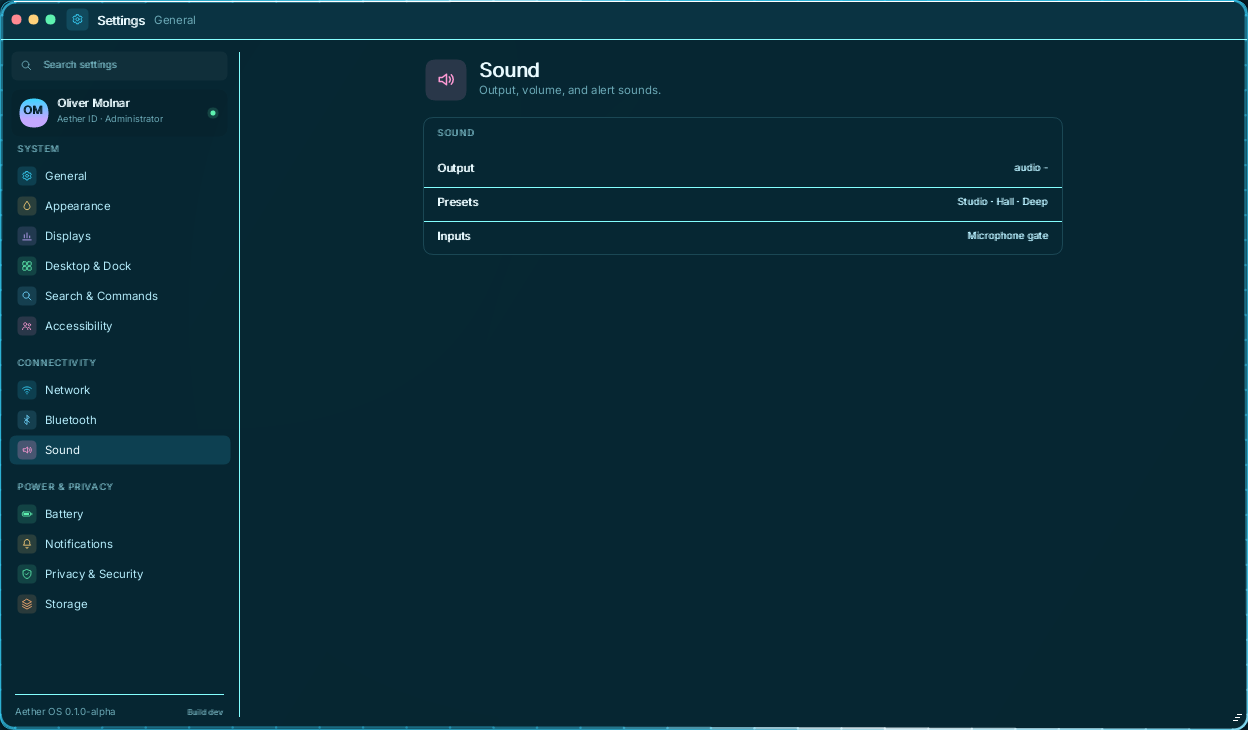 Settings General
Search settings
OM
Oliver Molnar
Aether ID · Administrator
SYSTEM
General
Appearance
Displays
Desktop & Dock
Search & Commands
Accessibility
CONNECTIVITY
Network
Bluetooth
Sound
POWER & PRIVACY
Battery
Notifications
Privacy & Security
Storage
Aether OS 0.1.0-alpha
Build dev
Sound
Output, volume, and alert sounds.
SOUND
Output audio -
Presets Studio · Hall · Deep
Inputs Microphone gate